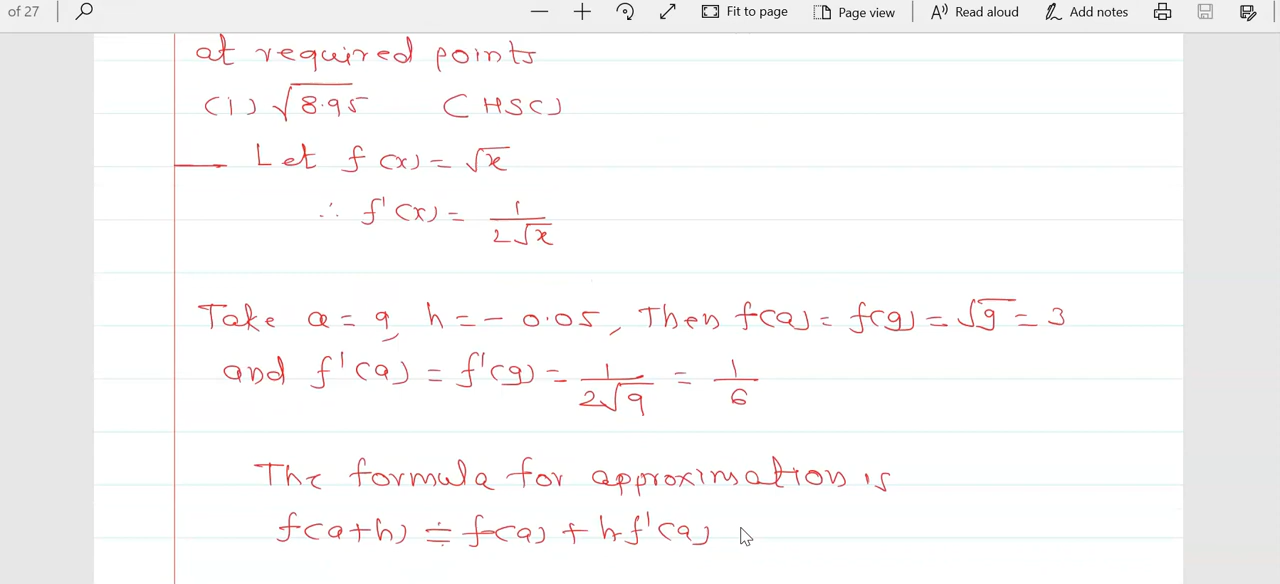 of 27 Fit to page Page view Read aloud Add notes
at required points
(1) √8.95 (HSC)
Let f(x) = √x
∴ f'(x) = 1/2√x
Take a = 9, h = - 0.05, Then f(a) = f(9) = √9 = 3
and f'(a) = f'(9) = 1/2√9 = 1/6
The formula for approximation is
f(a+h) ≑ f(a) + h f'(a)